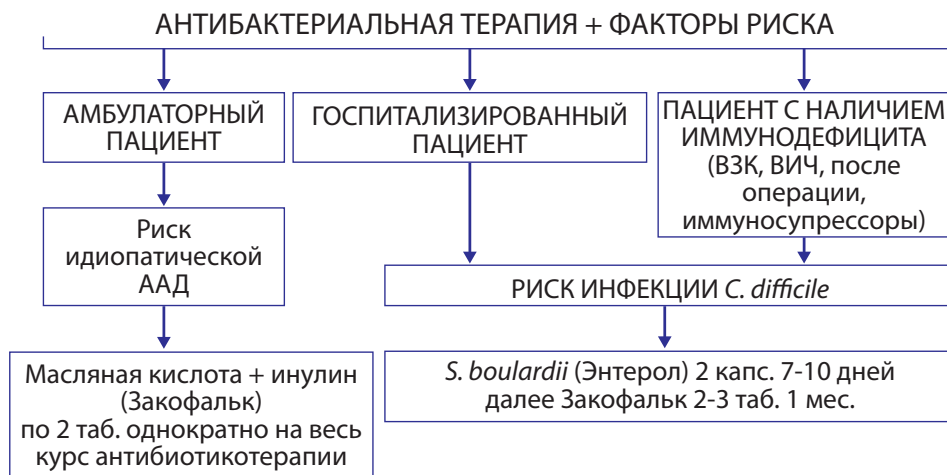 АНТИБАКТЕРИАЛЬНАЯ ТЕРАПИЯ + ФАКТОРЫ РИСКА
АМБУЛАТОРНЫЙ
ПАЦИЕНТ
ГОСПИТАЛИЗИРОВАННЫЙ
ПАЦИЕНТ
ПАЦИЕНТ С НАЛИЧИЕМ
ИММУНОДЕФИЦИТА
(ВЗК, ВИЧ, после
операции,
иммуносупрессоры)
Риск
идиопатической
ААД
РИСК ИНФЕКЦИИ C. difficile
Масляная кислота + инулин
(Закофальк)
по 2 таб. однократно на весь
курс антибиотикотерапии
S. boulardii (Энтерол) 2 капс. 7-10 дней
далее Закофальк 2-3 таб. 1 мес.